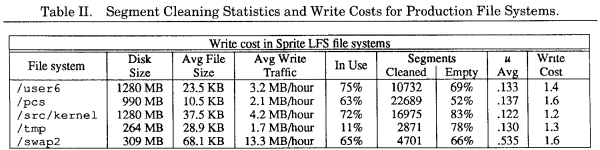 Table II. Segment Cleaning Statistics and Write Costs for Production File Systems.
Write cost in Sprite LFS file systems
File system Disk Size Avg File Size Avg Write Traffic In Use Segments Cleaned Empty u Avg Write Cost
/user6 1280 MB 23.5 KB 3.2 MB/hour 75% 10732 69% .133 1.4
/pcs 990 MB 10.5 KB 2.1 MB/hour 63% 22689 52% .137 1.6
/src/kernel 1280 MB 37.5 KB 4.2 MB/hour 72% 16975 83% .122 1.2
/tmp 264 MB 28.9 KB 1.7 MB/hour 11% 2871 78% .130 1.3
/swap2 309 MB 68.1 KB 13.3 MB/hour 65% 4701 66% .535 1.6